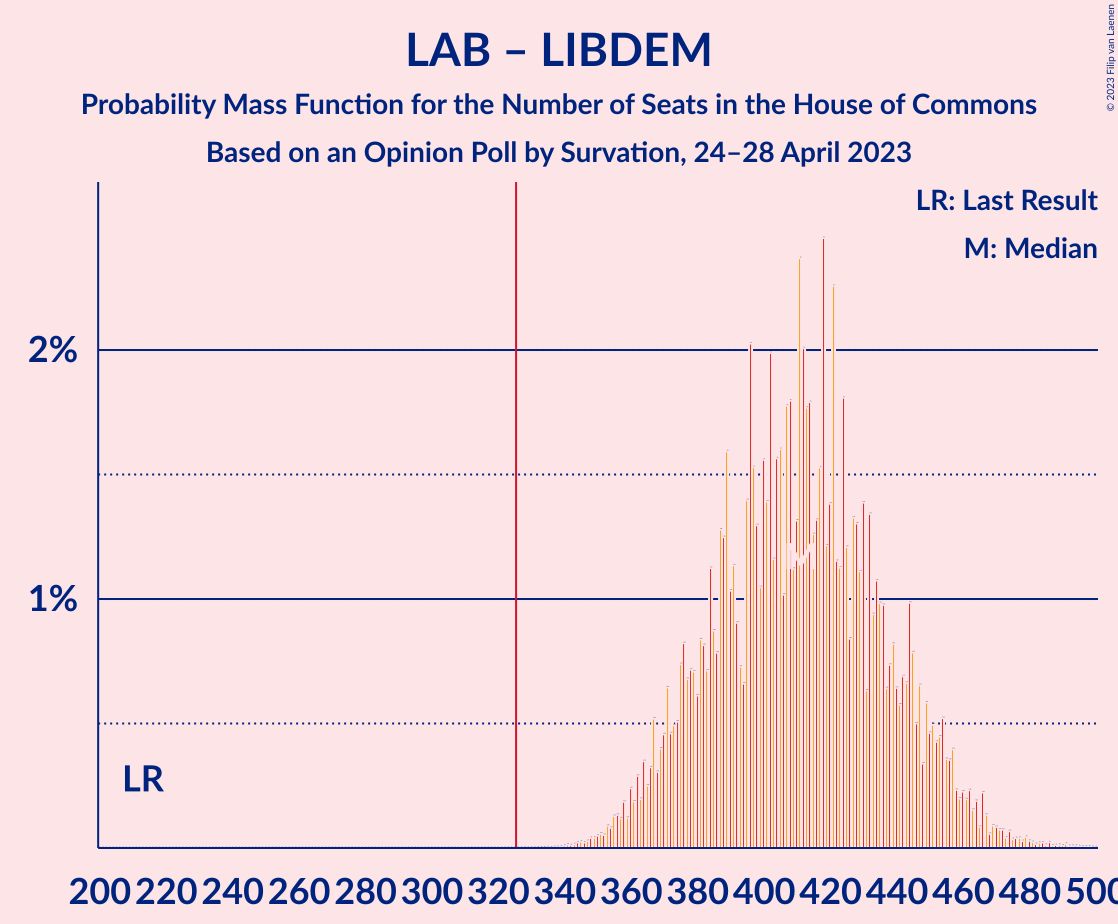 LAB – LIBDEM
Probability Mass Function for the Number of Seats in the House of Commons
Based on an Opinion Poll by Survation, 24–28 April 2023
© 2023 Filip van Laenen
LR: Last Result
M: Median
2%
1%
LR
M
200 220 240 260 280 300 320 340 360 380 400 420 440 460 480 500